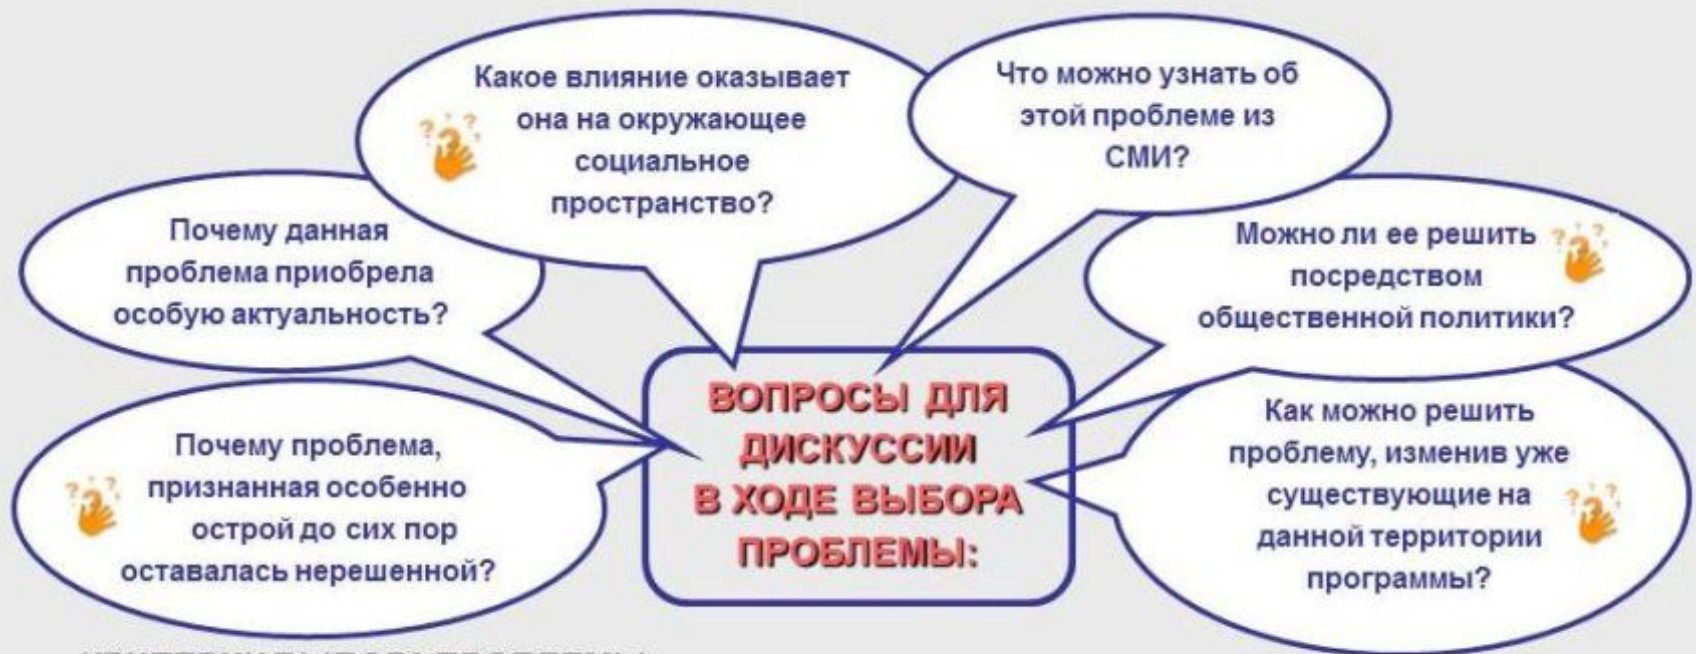 Какое влияние оказывает
она на окружающее
социальное
пространство?
Что можно узнать об
этой проблеме из
СМИ?
Почему данная
проблема приобрела
особую актуальность?
Можно ли ее решить
посредством
общественной политики?
Почему проблема,
признанная особенно
острой до сих пор
оставалась нерешенной?
ВОПРОСЫ ДЛЯ
ДИСКУССИИ
В ХОДЕ ВЫБОРА
ПРОБЛЕМЫ:
Как можно решить
проблему, изменив уже
существующие на
данной территории
программы?